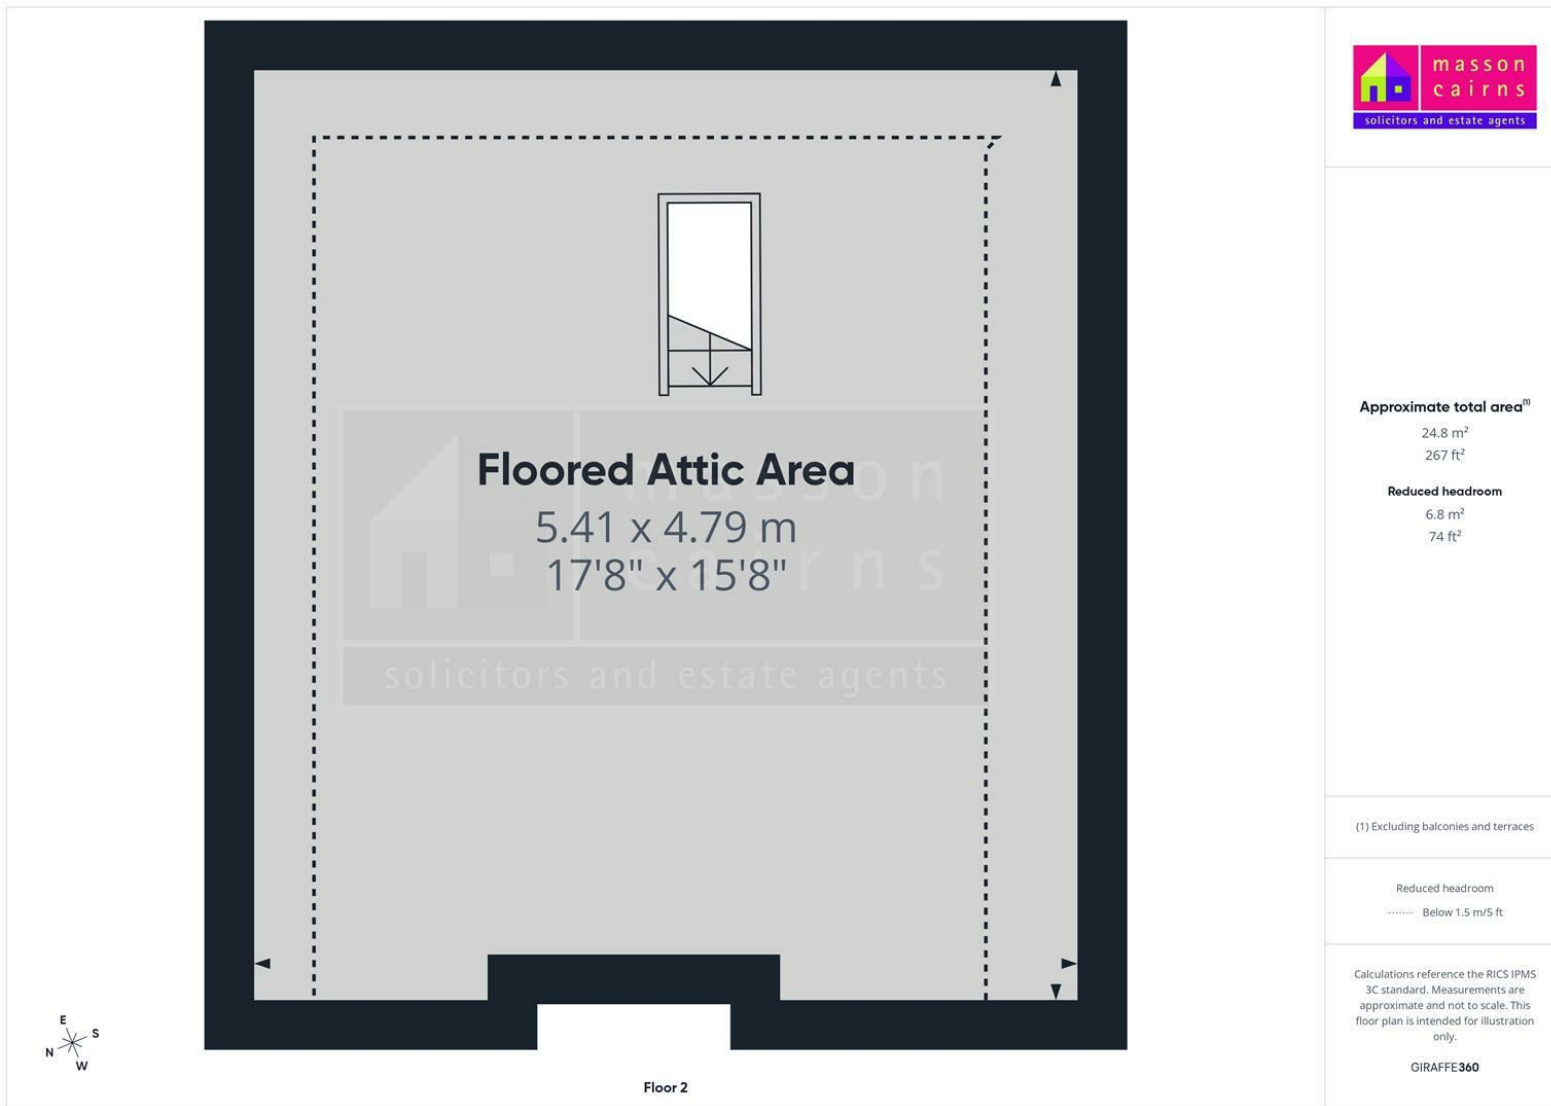 masson
cairns
solicitors and estate agents
Floored Attic Area
5.41 x 4.79 m
17'8" x 15'8"
masson
cairns
solicitors and estate agents
Approximate total area(1)
24.8 m²
267 ft²
Reduced headroom
6.8 m²
74 ft²
(1) Excluding balconies and terraces
Reduced headroom
Below 1.5 m/5 ft
Calculations reference the RICS IPMS
3C standard. Measurements are
approximate and not to scale. This
floor plan is intended for illustration
only.
GIRAFFE360
E
S
N
W
Floor 2